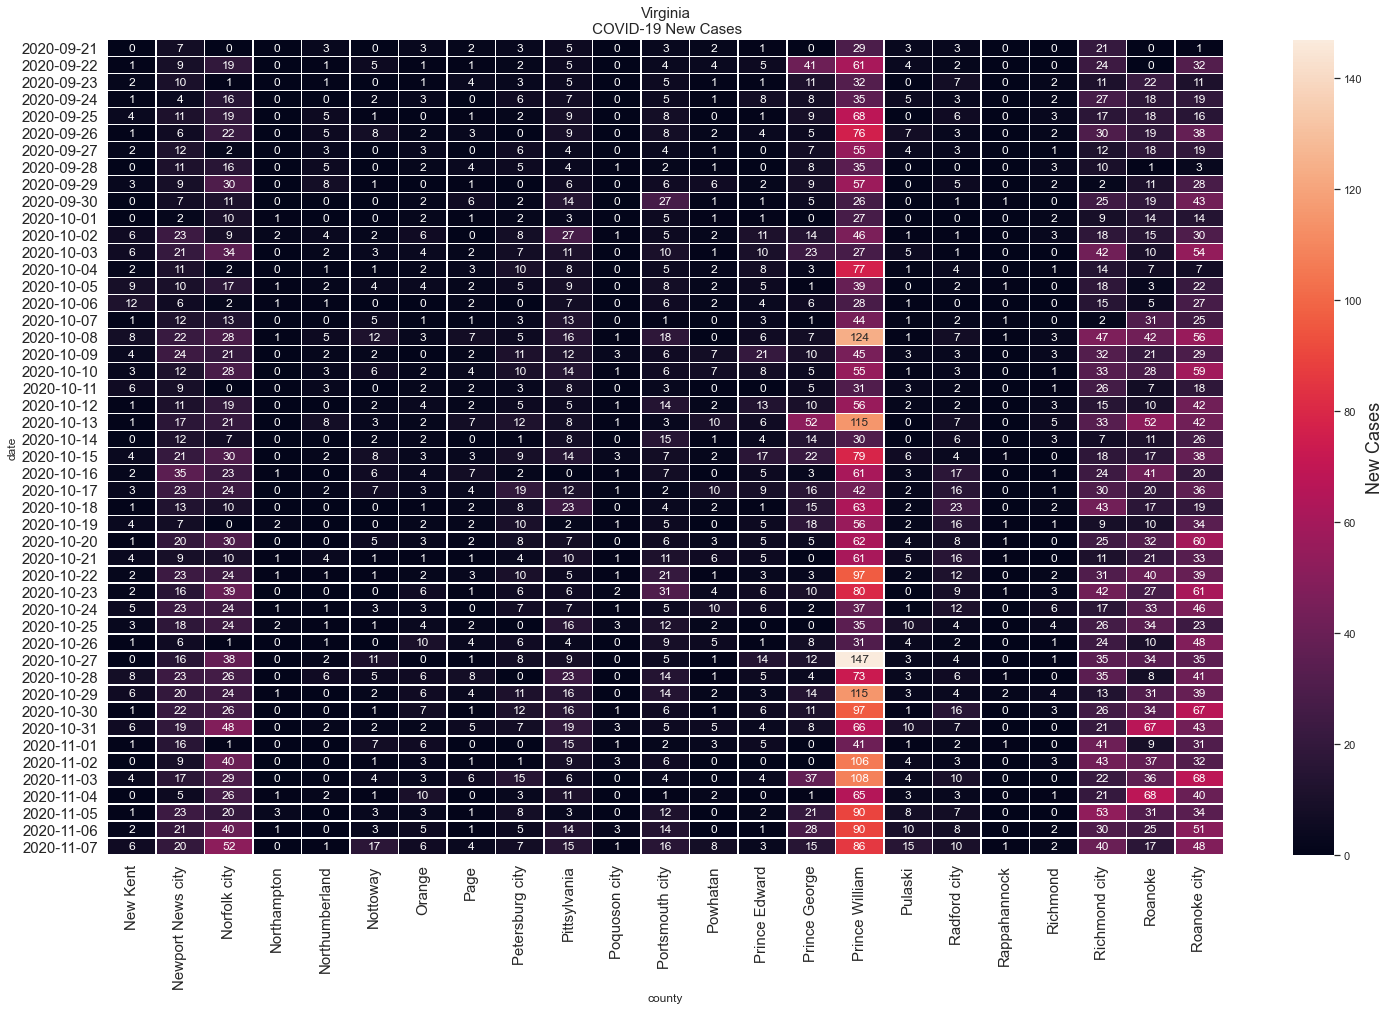 Virginia
COVID-19 New Cases
2020-09-21 0 7 0 0 3 0 3 2 3 5 0 3 2 1 0 29 3 3 0 0 21 0 1
2020-09-22 1 9 19 0 1 5 1 1 2 5 0 4 4 5 41 61 4 2 0 0 24 0 32
2020-09-23 2 10 1 0 1 0 1 4 3 5 0 5 1 1 11 32 0 7 0 2 11 22 11
2020-09-24 1 4 16 0 0 2 3 0 6 7 0 5 1 8 8 35 5 3 0 2 27 18 19
2020-09-25 4 11 19 0 5 1 0 1 2 9 0 8 0 1 9 68 0 6 0 3 17 18 16
2020-09-26 1 6 22 0 5 8 2 3 0 9 0 8 2 4 5 76 7 3 0 2 30 19 38
2020-09-27 2 12 2 0 3 0 3 0 6 4 0 4 1 0 7 55 4 3 0 1 12 18 19
2020-09-28 0 11 16 0 5 0 2 4 5 4 1 2 1 0 8 35 0 0 0 3 10 1 3
2020-09-29 3 9 30 0 8 1 0 1 0 6 0 6 6 2 9 57 0 5 0 2 2 11 28
2020-09-30 0 7 11 0 0 0 2 6 2 14 0 27 1 1 5 26 0 1 1 0 25 19 43
2020-10-01 0 2 10 1 0 0 2 1 2 3 0 5 1 1 0 27 0 0 0 2 9 14 14
2020-10-02 6 23 9 2 4 2 6 0 8 27 1 5 2 11 14 46 1 1 0 3 18 15 30
2020-10-03 6 21 34 0 2 3 4 2 7 11 0 10 1 10 23 27 5 1 0 0 42 10 54
2020-10-04 2 11 2 0 1 1 2 3 10 8 0 5 2 8 3 77 1 4 0 1 14 7 7
2020-10-05 9 10 17 1 2 4 4 2 5 9 0 8 2 5 1 39 0 2 1 0 18 3 22
2020-10-06 12 6 2 1 1 0 0 2 0 7 0 6 2 4 6 28 1 0 0 0 15 5 27
2020-10-07 1 12 13 0 0 5 1 1 3 13 0 1 0 3 1 44 1 2 1 0 2 31 25
2020-10-08 8 22 28 1 5 12 3 7 5 16 1 18 0 6 7 124 1 7 1 3 47 42 56
2020-10-09 4 24 21 0 2 2 0 2 11 12 3 6 7 21 10 45 3 3 0 3 32 21 29
2020-10-10 3 12 28 0 3 6 2 4 10 14 1 6 7 8 5 55 1 3 0 1 33 28 59
2020-10-11 6 9 0 0 3 0 2 2 3 8 0 3 0 0 5 31 3 2 0 1 26 7 18
2020-10-12 1 11 19 0 0 2 4 2 5 5 1 14 2 13 10 56 2 2 0 3 15 10 42
2020-10-13 1 17 21 0 8 3 2 7 12 8 1 3 10 6 52 115 0 7 0 5 33 52 42
2020-10-14 0 12 7 0 0 2 2 0 1 8 0 15 1 4 14 30 0 6 0 3 7 11 26
2020-10-15 4 21 30 0 2 8 3 3 9 14 3 7 2 17 22 79 6 4 1 0 18 17 38
2020-10-16 2 35 23 1 0 6 4 7 2 0 1 7 0 5 3 61 3 17 0 1 24 41 20
2020-10-17 3 23 24 0 2 7 3 4 19 12 1 2 10 9 16 42 2 16 0 1 30 20 36
2020-10-18 1 13 10 0 0 0 1 2 8 23 0 4 2 1 15 63 2 23 0 2 43 17 19
2020-10-19 4 7 0 2 0 0 2 2 10 2 1 5 0 5 18 56 2 16 1 1 9 10 34
2020-10-20 1 20 30 0 0 5 3 2 8 7 0 6 3 5 5 62 4 8 1 0 25 32 60
2020-10-21 4 9 10 1 4 1 1 1 4 10 1 11 6 5 0 61 5 16 0 1 11 21 33
2020-10-22 2 23 24 1 1 1 2 3 10 5 1 21 1 3 3 97 2 12 0 2 31 40 39
2020-10-23 2 16 39 0 0 0 6 1 6 6 2 31 4 6 10 80 0 9 1 3 42 27 61
2020-10-24 5 23 24 1 1 3 3 0 7 7 1 5 10 6 2 37 1 12 0 6 17 33 46
2020-10-25 3 18 24 2 1 1 4 2 0 16 3 12 2 0 0 35 10 4 0 4 26 34 23
2020-10-26 1 6 1 0 1 0 10 4 6 4 0 9 5 1 8 31 4 2 0 1 24 10 48
2020-10-27 0 16 38 0 2 11 0 1 8 9 0 5 1 14 12 147 3 4 0 1 35 34 35
2020-10-28 8 23 26 0 6 5 6 8 0 23 0 14 1 5 4 73 3 6 1 0 35 8 41
2020-10-29 6 20 24 1 0 2 6 4 11 16 0 14 2 3 14 115 3 4 2 4 13 31 39
2020-10-30 1 22 26 0 0 1 7 1 12 16 1 6 1 6 11 97 1 16 0 3 26 34 67
2020-10-31 6 19 48 0 2 2 2 5 7 19 3 5 5 4 8 66 10 7 0 0 21 67 43
2020-11-01 1 16 1 0 0 7 6 0 0 15 1 2 3 5 0 41 1 2 1 0 41 9 31
2020-11-02 0 9 40 0 0 1 3 1 1 9 3 6 0 0 0 106 4 3 0 3 43 37 32
2020-11-03 4 17 29 0 0 4 3 6 15 6 0 4 0 4 37 108 4 10 0 0 22 36 68
2020-11-04 0 5 26 1 2 1 10 0 3 11 0 1 2 0 1 65 3 3 0 1 21 68 40
2020-11-05 1 23 20 3 0 3 3 1 8 3 0 12 0 2 21 90 8 7 0 0 53 31 34
2020-11-06 2 21 40 1 0 3 5 1 5 14 3 14 0 1 28 90 10 8 0 2 30 25 51
2020-11-07 6 20 52 0 1 17 6 4 7 15 1 16 8 3 15 86 15 10 1 2 40 17 48
date
New Kent
Newport News city
Norfolk city
Northampton
Northumberland
Nottoway
Orange
Page
Petersburg city
Pittsylvania
Poquoson city
Portsmouth city
Powhatan
Prince Edward
Prince George
Prince William
Pulaski
Radford city
Rappahannock
Richmond
Richmond city
Roanoke
Roanoke city
county
140
120
100
80
60
40
20
0
New Cases